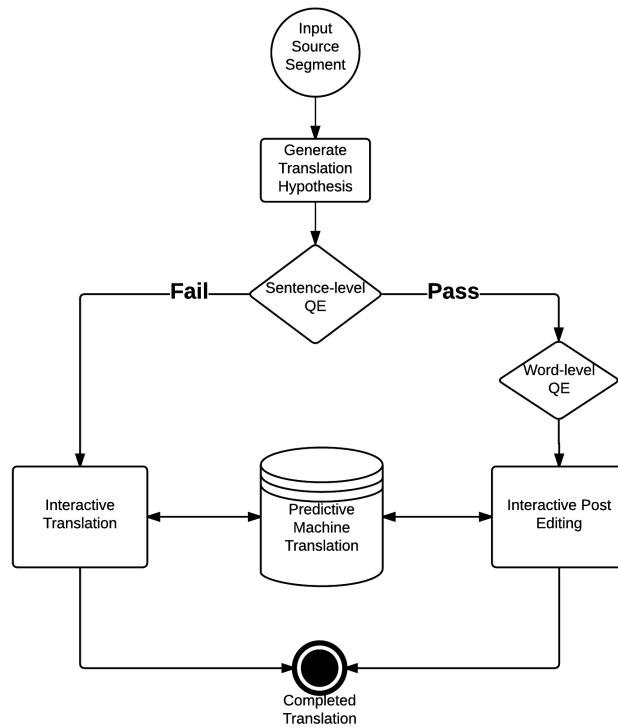 Input
Source
Segment
Generate
Translation
Hypothesis
Fail
Sentence-level
QE
Pass
Word-level
QE
Interactive
Translation
Predictive
Machine
Translation
Interactive Post
Editing
Completed
Translation